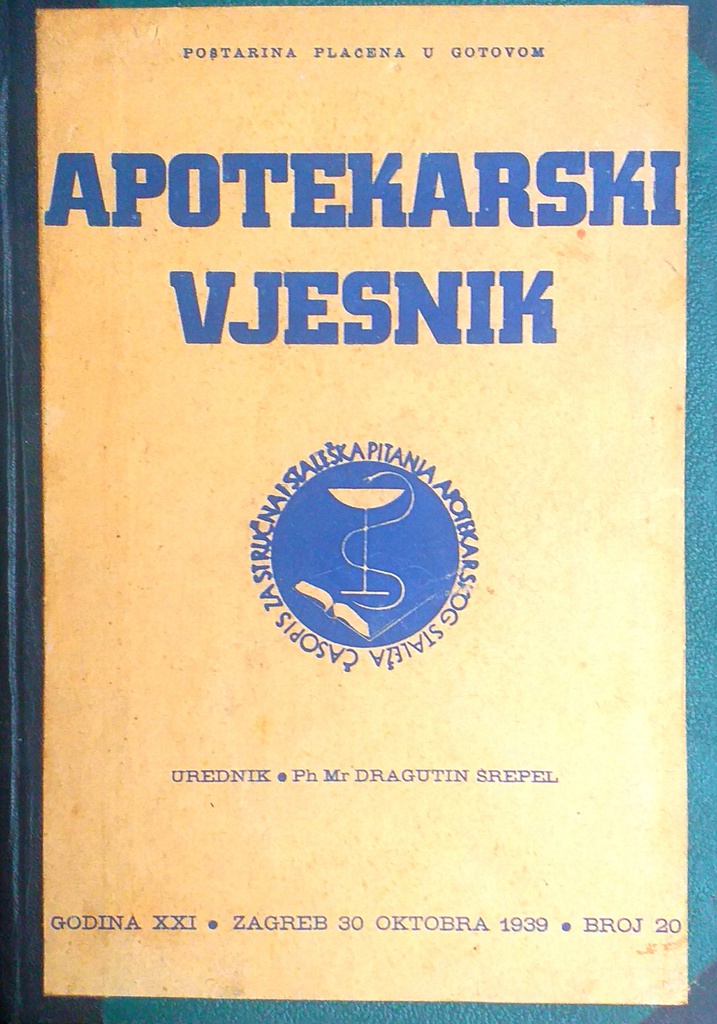 POŠTARINA PLAĆENA U GOTOVOM
APOTEKARSKI
VJESNIK
ČASOPIS ZA STRUČNA I STALEŠKA PITANJA APOTEKARSKOG STALEŽA
UREDNIK • Ph Mr DRAGUTIN SREPEL
GODINA XXI • ZAGREB 30 OKTOBRA 1939 • BROJ 20